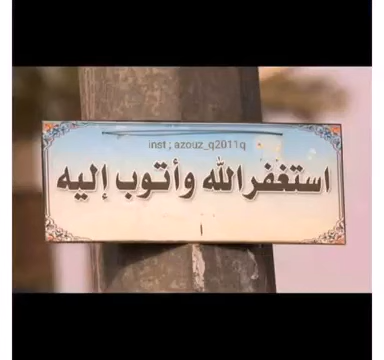 inst ; azouz_q2011q
استغفر الله وأتوب إليه